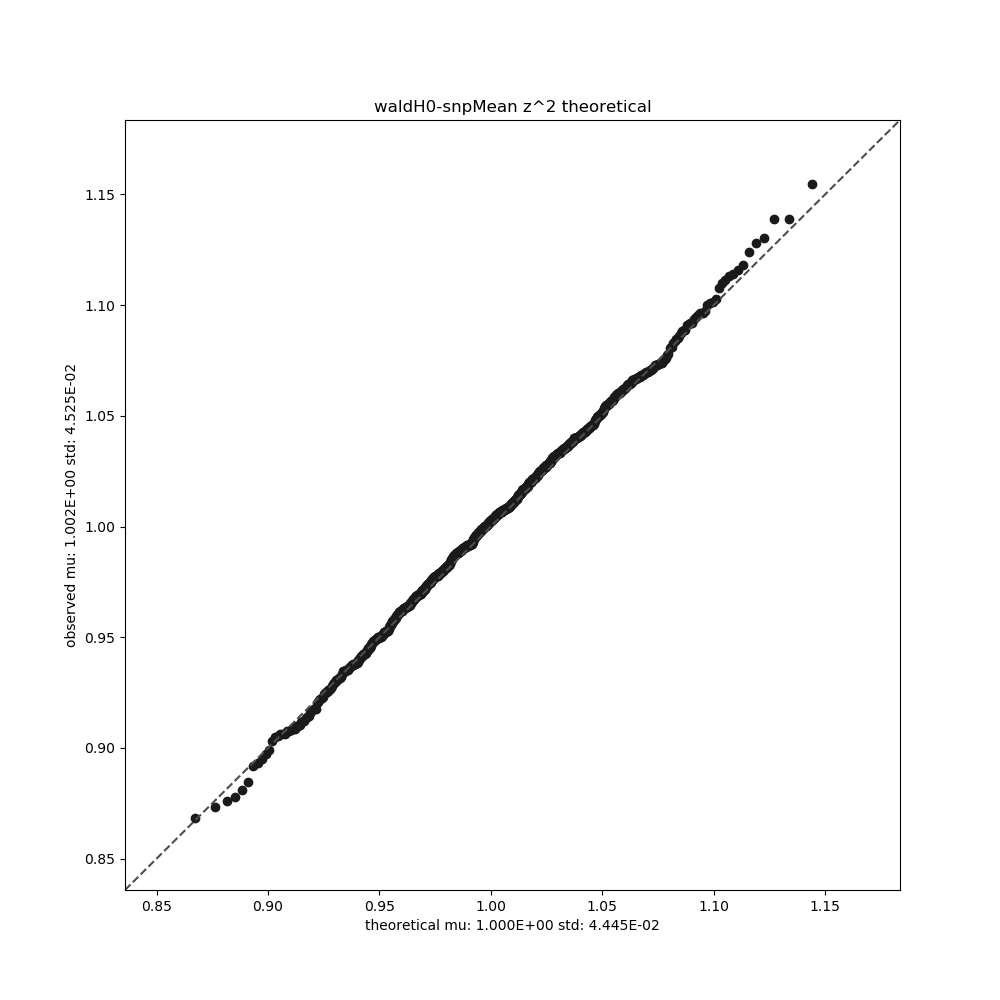 waldH0-snpMean z^2 theoretical
1.15
1.10
1.05
1.00
0.95
0.90
0.85
observed mu: 1.002E+00 std: 4.525E-02
0.85 0.90 0.95 1.00 1.05 1.10 1.15
theoretical mu: 1.000E+00 std: 4.445E-02